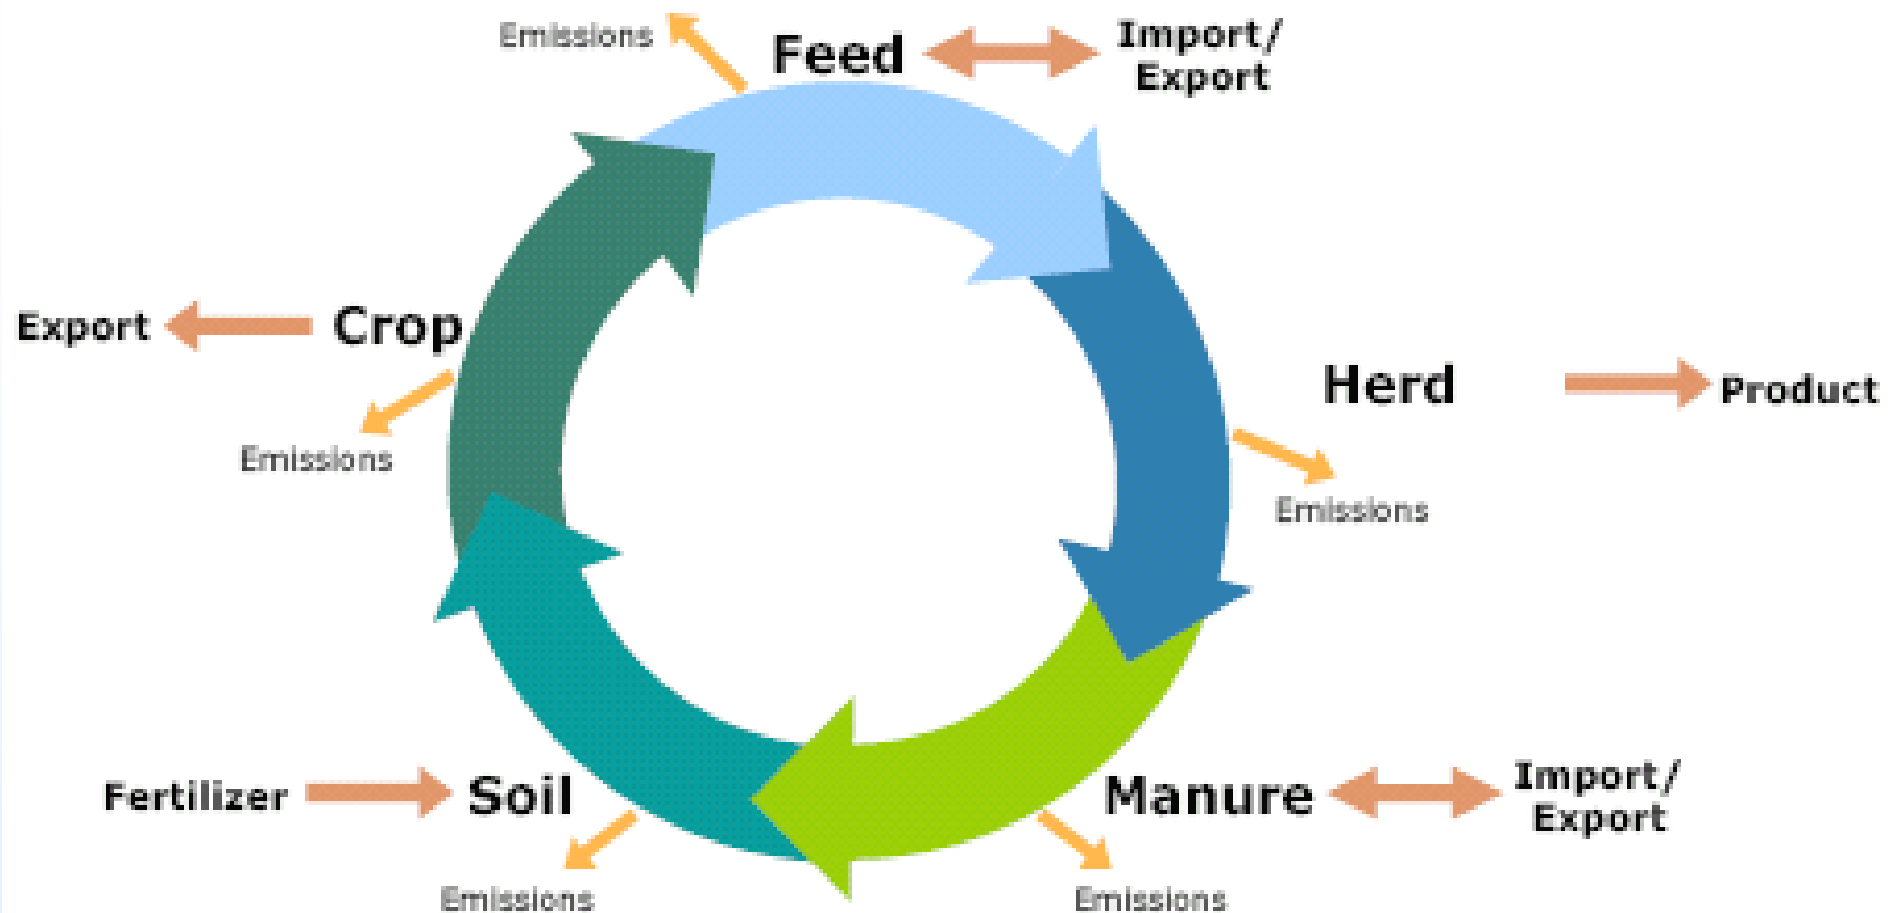 Emissions
Feed
Import/
Export
Export
Crop
Herd
Product
Emissions
Emissions
Fertilizer
Soil
Manure
Import/
Export
Emissions
Emissions